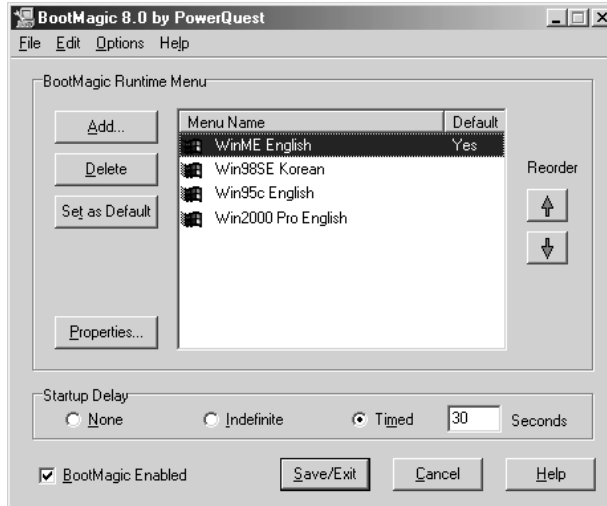 BootMagic 8.0 by PowerQuest
File Edit Options Help
BootMagic Runtime Menu
Add...
Delete
Set as Default
Properties...
Menu Name Default
WinME English Yes
Win98SE Korean
Win95c English
Win2000 Pro English
Reorder
Startup Delay
None Indefinite Timed 30 Seconds
BootMagic Enabled
Save/Exit Cancel Help